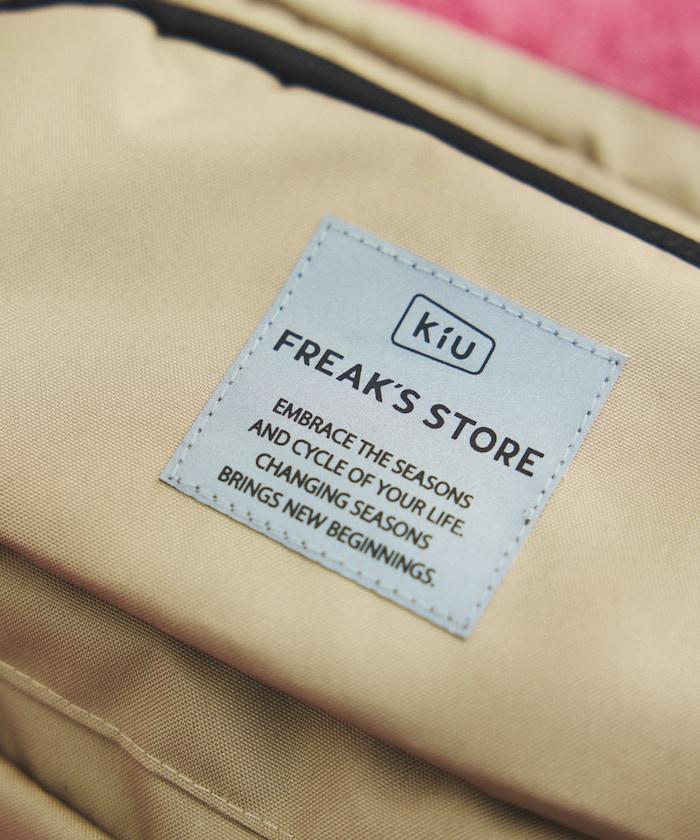 KiU
FREAK'S STORE
EMBRACE THE SEASONS
AND CYCLE OF YOUR LIFE.
CHANGING SEASONS
BRINGS NEW BEGINNINGS.